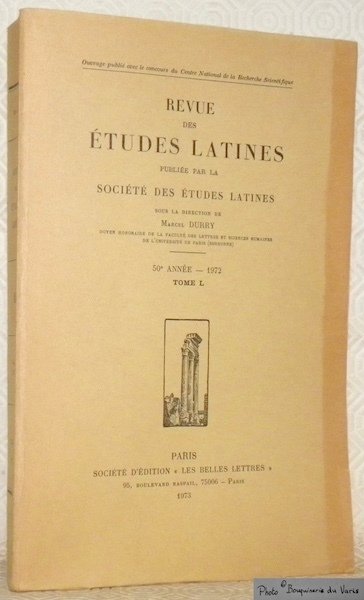 Ouvrage publié avec le concours du Centre National de la Recherche Scientifique
REVUE
DES
ÉTUDES LATINES
PUBLIÉE PAR LA
SOCIÉTÉ DES ÉTUDES LATINES
SOUS LA DIRECTION DE
MARCEL DURRY
DOYEN HONORAIRE DE LA FACULTÉ DES LETTRES ET SCIENCES HUMAINES
DE L'UNIVERSITÉ DE PARIS (SORBONNE)
50e ANNÉE — 1972
TOME L
PARIS
SOCIÉTÉ D'ÉDITION « LES BELLES LETTRES »
95, BOULEVARD RASPAIL, 75006 - PARIS
1973
Photo © Bouquinerie du Varis